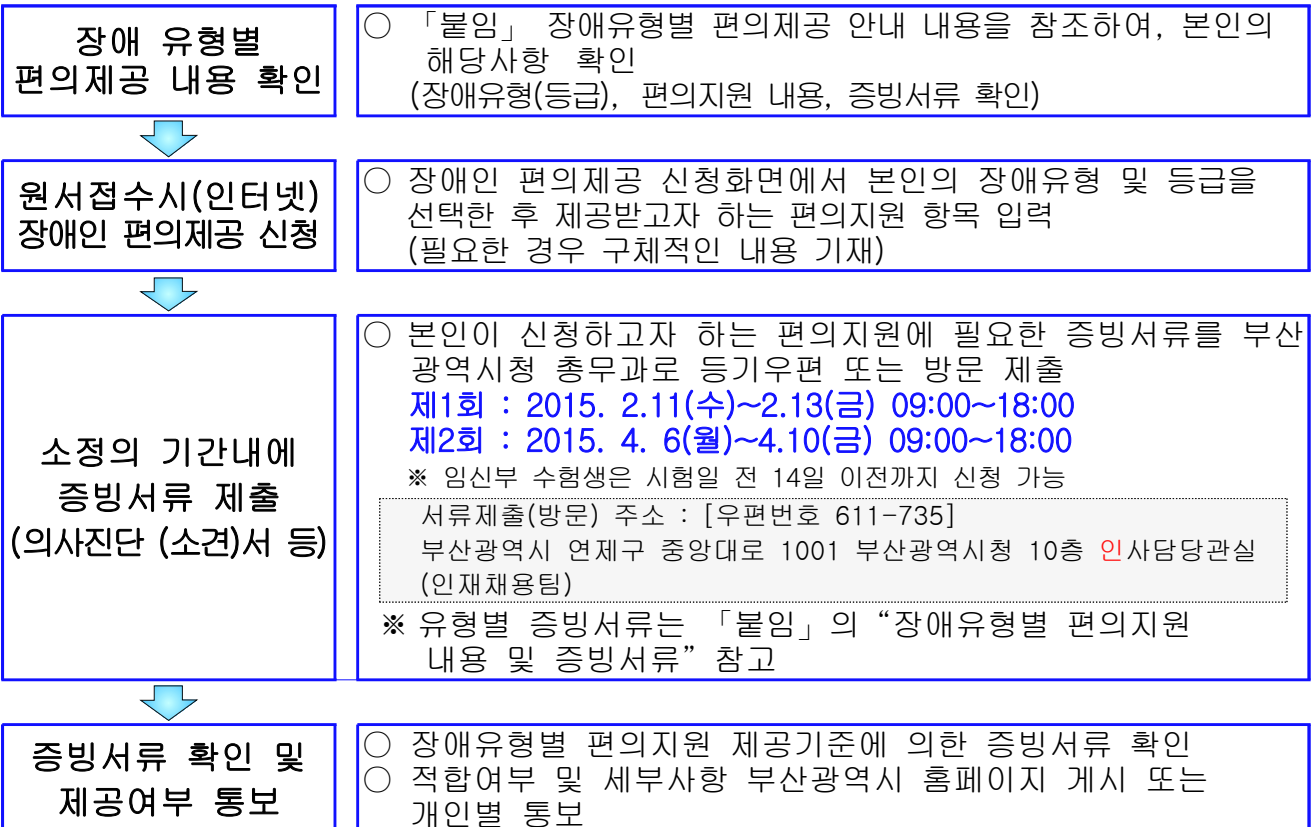 장애 유형별
편의제공 내용 확인
○ 「붙임」 장애유형별 편의제공 안내 내용을 참조하여, 본인의
해당사항 확인
(장애유형(등급), 편의지원 내용, 증빙서류 확인)
원서접수시(인터넷)
장애인 편의제공 신청
○ 장애인 편의제공 신청화면에서 본인의 장애유형 및 등급을
선택한 후 제공받고자 하는 편의지원 항목 입력
(필요한 경우 구체적인 내용 기재)
소정의 기간내에
증빙서류 제출
(의사진단 (소견)서 등)
○ 본인이 신청하고자 하는 편의지원에 필요한 증빙서류를 부산
광역시청 총무과로 등기우편 또는 방문 제출
제1회 : 2015. 2.11(수)~2.13(금) 09:00~18:00
제2회 : 2015. 4. 6(월)~4.10(금) 09:00~18:00
※ 임신부 수험생은 시험일 전 14일 이전까지 신청 가능
서류제출(방문) 주소 : [우편번호 611-735]
부산광역시 연제구 중앙대로 1001 부산광역시청 10층 인사담당관실
(인재채용팀)
※ 유형별 증빙서류는 「붙임」의 “장애유형별 편의지원
내용 및 증빙서류” 참고
증빙서류 확인 및
제공여부 통보
○ 장애유형별 편의지원 제공기준에 의한 증빙서류 확인
○ 적합여부 및 세부사항 부산광역시 홈페이지 게시 또는
개인별 통보